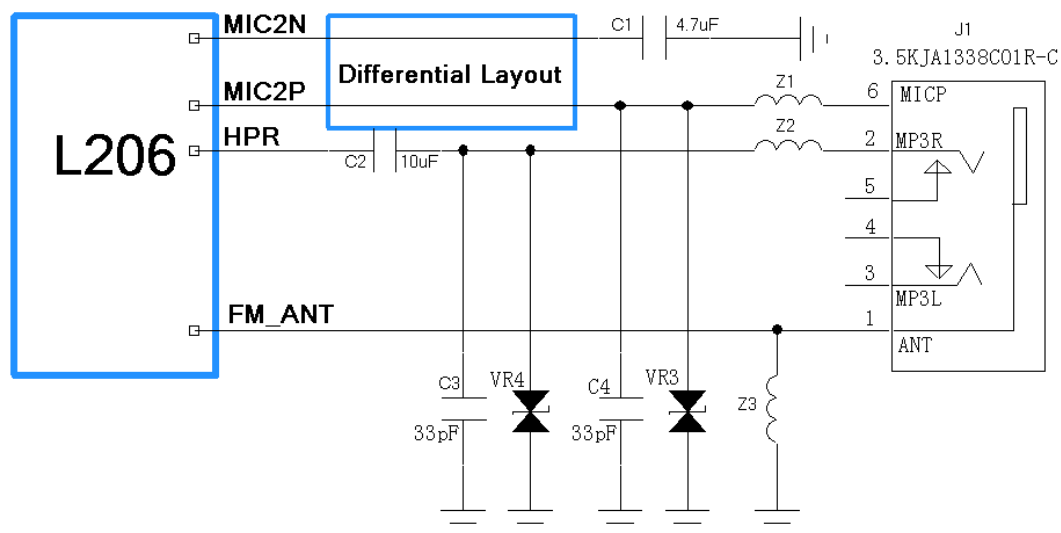 MIC2N
C1
4.7uF
J1
3.5KJA1338C01R-C
Differential Layout
MIC2P
Z1
6
MICP
L206
HPR
C2
10uF
Z2
2
MP3R
5
4
3
MP3L
FM_ANT
1
ANT
C3
33pF
VR4
C4
33pF
VR3
Z3